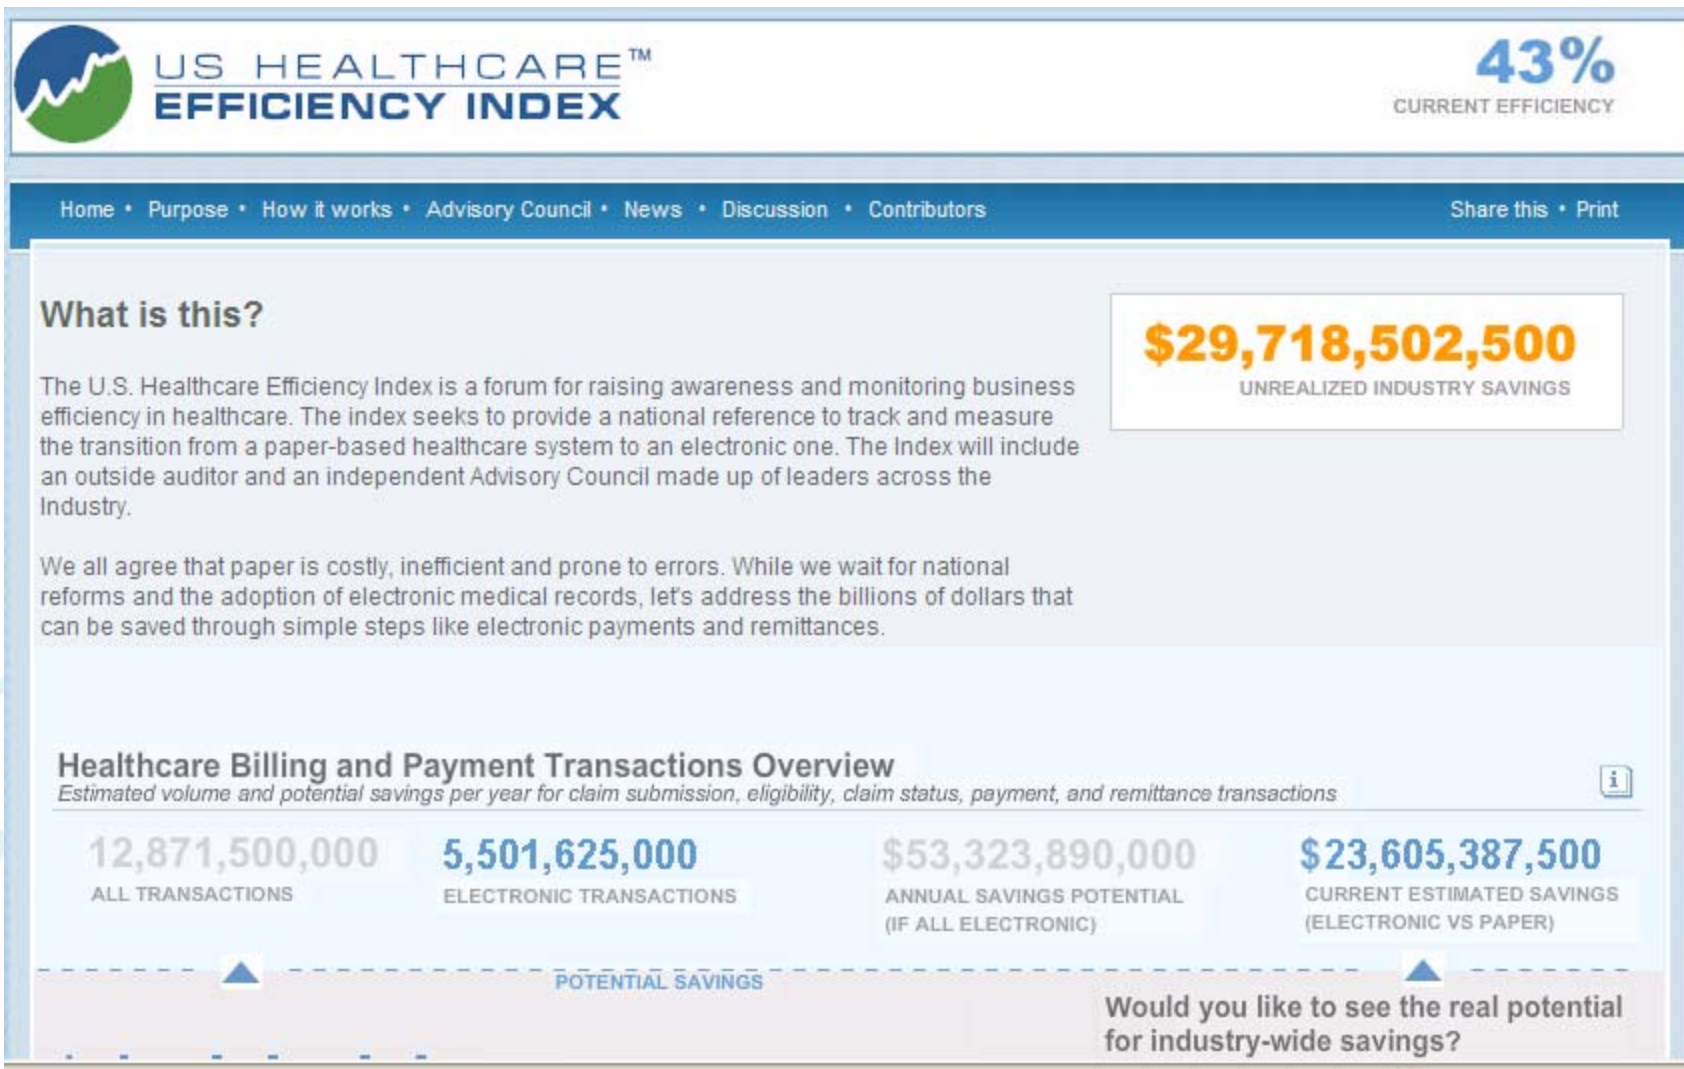 US HEALTHCARE™
EFFICIENCY INDEX
43%
CURRENT EFFICIENCY
Home • Purpose • How it works • Advisory Council • News • Discussion • Contributors
Share this • Print
What is this?
The U.S. Healthcare Efficiency Index is a forum for raising awareness and monitoring business
efficiency in healthcare. The index seeks to provide a national reference to track and measure
the transition from a paper-based healthcare system to an electronic one. The Index will include
an outside auditor and an independent Advisory Council made up of leaders across the
Industry.
We all agree that paper is costly, inefficient and prone to errors. While we wait for national
reforms and the adoption of electronic medical records, let's address the billions of dollars that
can be saved through simple steps like electronic payments and remittances.
$29,718,502,500
UNREALIZED INDUSTRY SAVINGS
Healthcare Billing and Payment Transactions Overview
i
Estimated volume and potential savings per year for claim submission, eligibility, claim status, payment, and remittance transactions
12,871,500,000
ALL TRANSACTIONS
5,501,625,000
ELECTRONIC TRANSACTIONS
$53,323,890,000
ANNUAL SAVINGS POTENTIAL
(IF ALL ELECTRONIC)
$23,605,387,500
CURRENT ESTIMATED SAVINGS
(ELECTRONIC VS PAPER)
POTENTIAL SAVINGS
Would you like to see the real potential
for industry-wide savings?